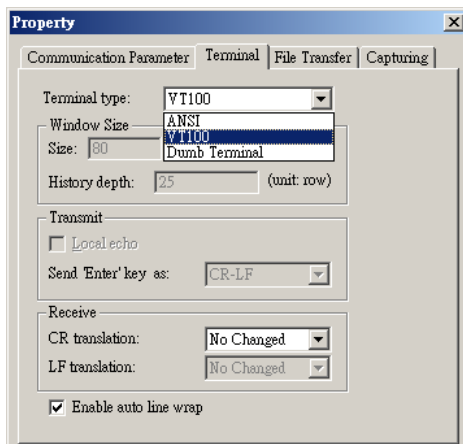 Property
Communication Parameter Terminal File Transfer Capturing
Terminal type: VT100
ANSI
VT100
Dumb Terminal
Window Size
Size: 80
History depth: 25 (unit: row)
Transmit
Local echo
Send 'Enter' key as: CR-LF
Receive
CR translation: No Changed
LF translation: No Changed
Enable auto line wrap